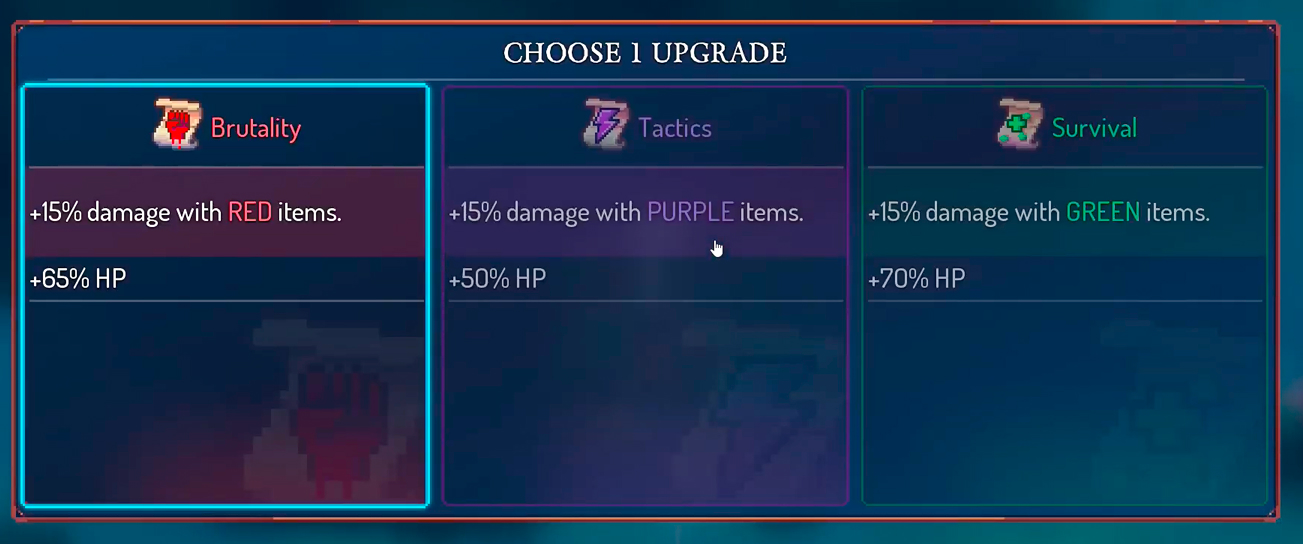 CHOOSE 1 UPGRADE
Brutality
+15% damage with RED items.
+65% HP
Tactics
+15% damage with PURPLE items.
+50% HP
Survival
+15% damage with GREEN items.
+70% HP